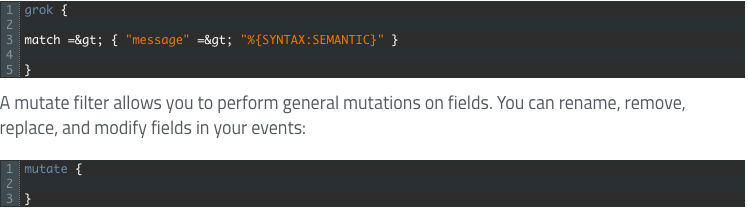 1 grok {
2
3 match =&gt; { "message" =&gt; "%{SYNTAX:SEMANTIC}" }
4
5 }
A mutate filter allows you to perform general mutations on fields. You can rename, remove,
replace, and modify fields in your events:
1 mutate {
2
3 }